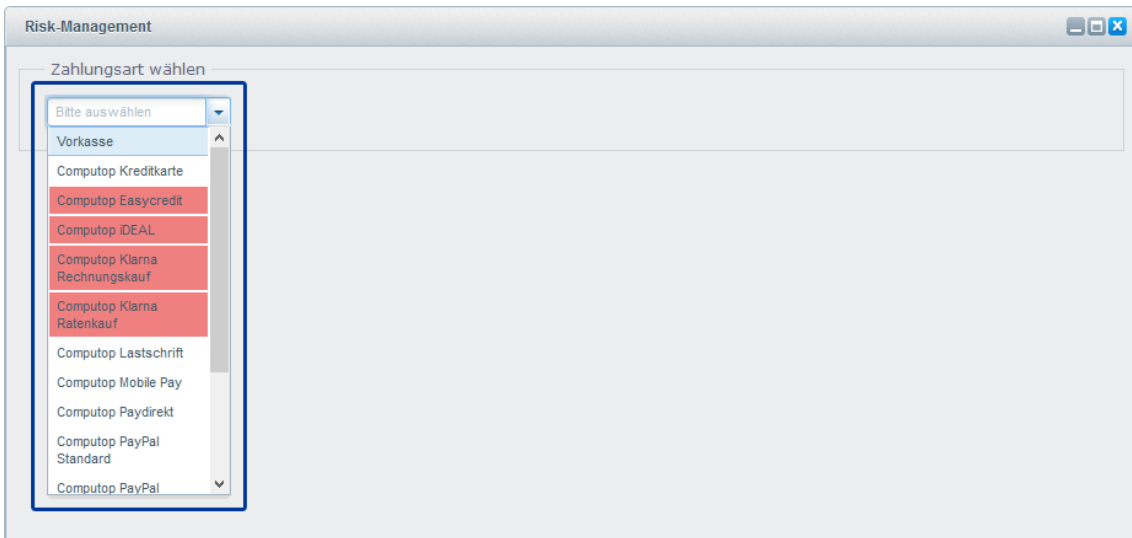 Risk-Management
Zahlungsart wählen
Bitte auswählen
Vorkasse
Computop Kreditkarte
Computop Easycredit
Computop iDEAL
Computop Klarna
Rechnungskauf
Computop Klarna
Ratenkauf
Computop Lastschrift
Computop Mobile Pay
Computop Paydirekt
Computop PayPal
Standard
Computop PayPal